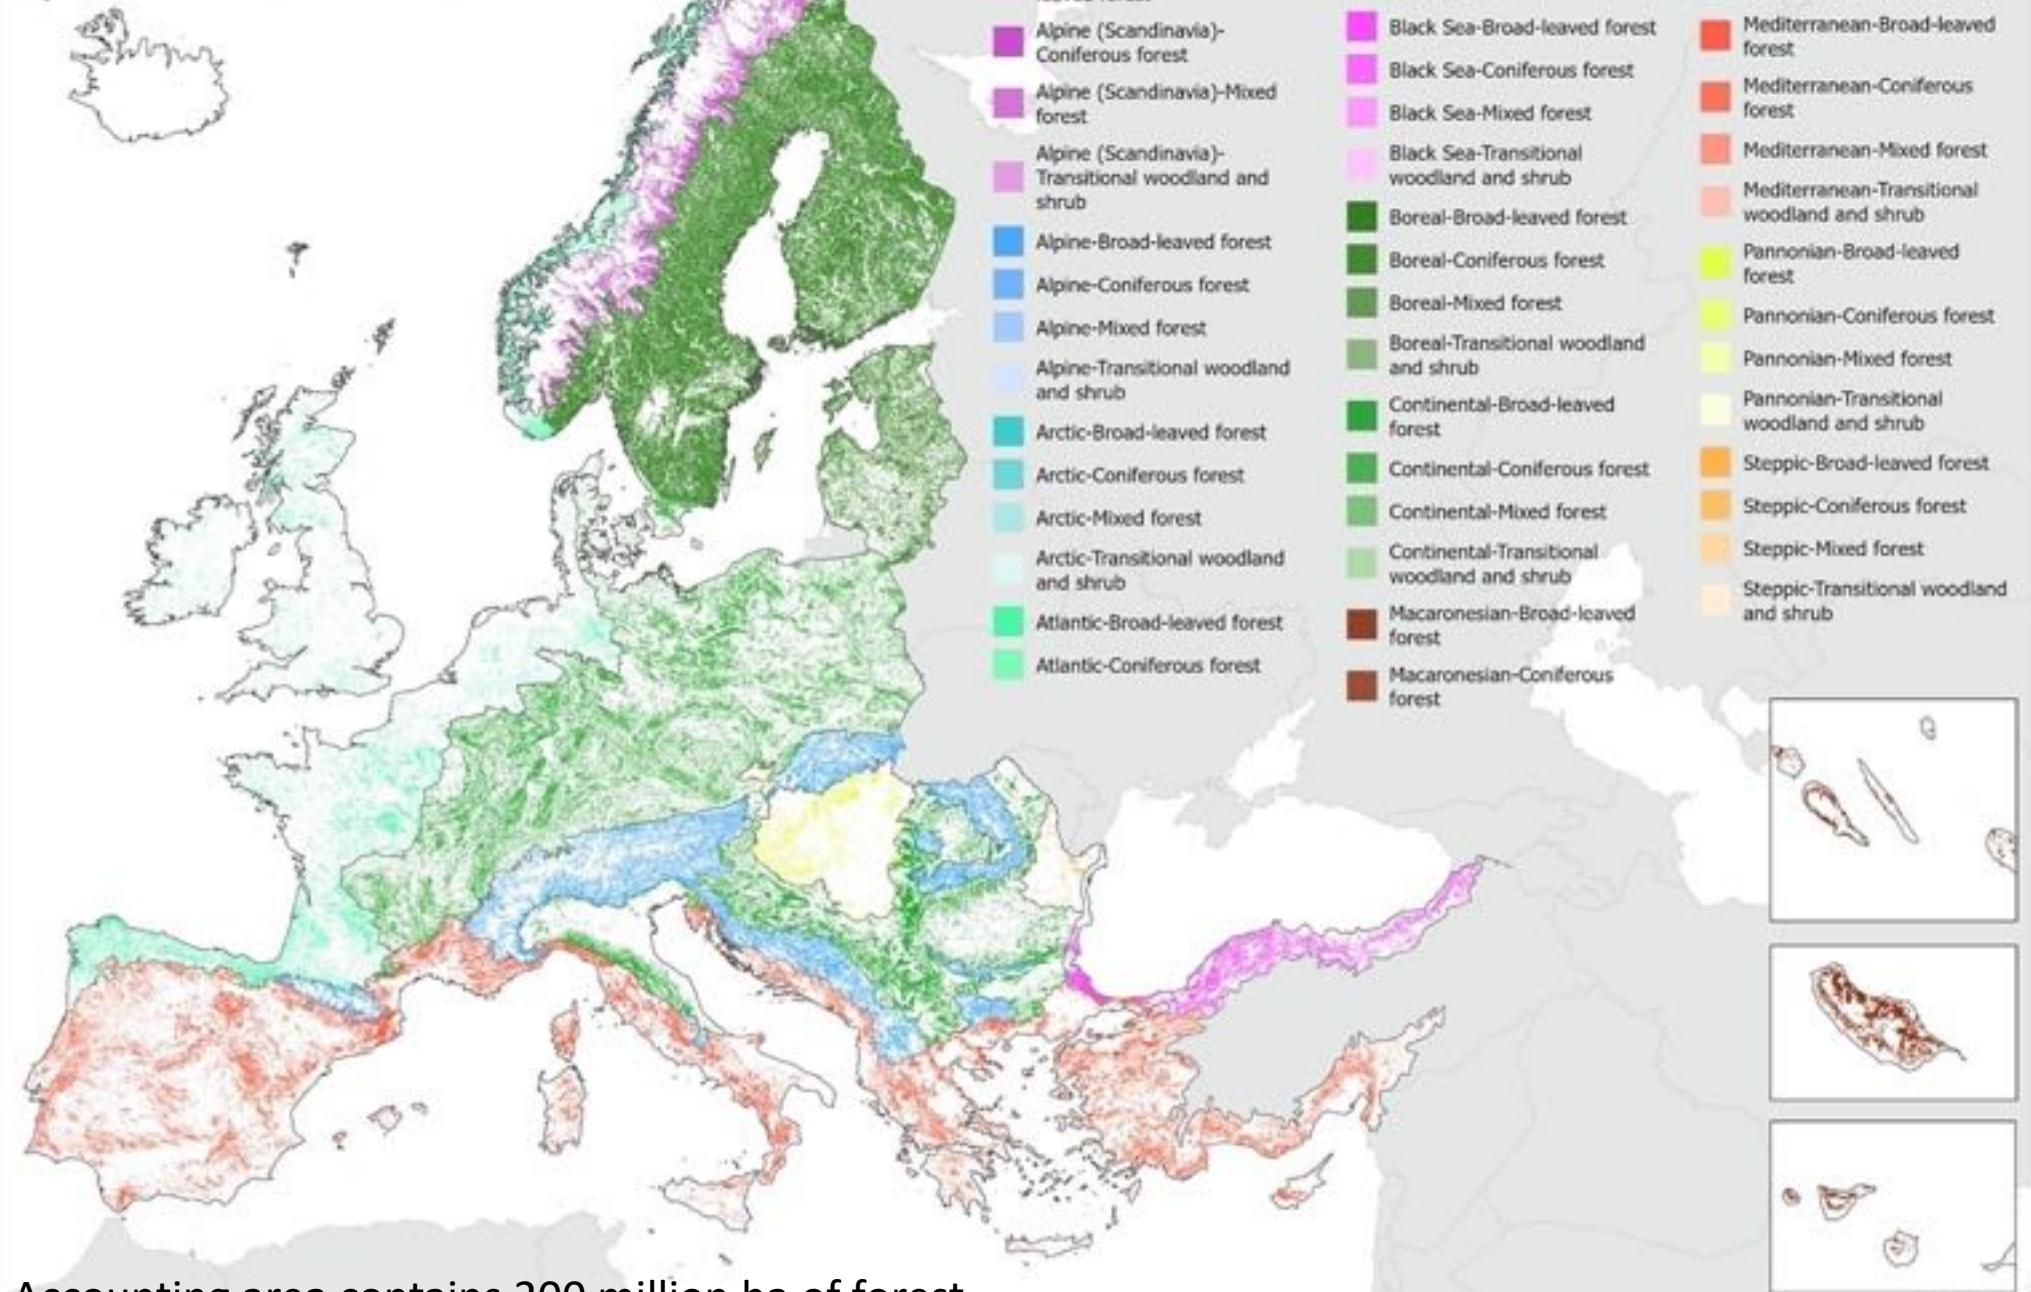 Alpine (Scandinavia)-
Coniferous forest
Alpine (Scandinavia)-Mixed
forest
Alpine (Scandinavia)-
Transitional woodland and
shrub
Alpine-Broad-leaved forest
Alpine-Coniferous forest
Alpine-Mixed forest
Alpine-Transitional woodland
and shrub
Arctic-Broad-leaved forest
Arctic-Coniferous forest
Arctic-Mixed forest
Arctic-Transitional woodland
and shrub
Atlantic-Broad-leaved forest
Atlantic-Coniferous forest
Black Sea-Broad-leaved forest
Black Sea-Coniferous forest
Black Sea-Mixed forest
Black Sea-Transitional
woodland and shrub
Boreal-Broad-leaved forest
Boreal-Coniferous forest
Boreal-Mixed forest
Boreal-Transitional woodland
and shrub
Continental-Broad-leaved
forest
Continental-Coniferous forest
Continental-Mixed forest
Continental-Transitional
woodland and shrub
Macaronesian-Broad-leaved
forest
Macaronesian-Coniferous
forest
Mediterranean-Broad-leaved
forest
Mediterranean-Coniferous
forest
Mediterranean-Mixed forest
Mediterranean-Transitional
woodland and shrub
Pannonian-Broad-leaved
forest
Pannonian-Coniferous forest
Pannonian-Mixed forest
Pannonian-Transitional
woodland and shrub
Steppic-Broad-leaved forest
Steppic-Coniferous forest
Steppic-Mixed forest
Steppic-Transitional woodland
and shrub
Accounting area contains 200 million ha of forest